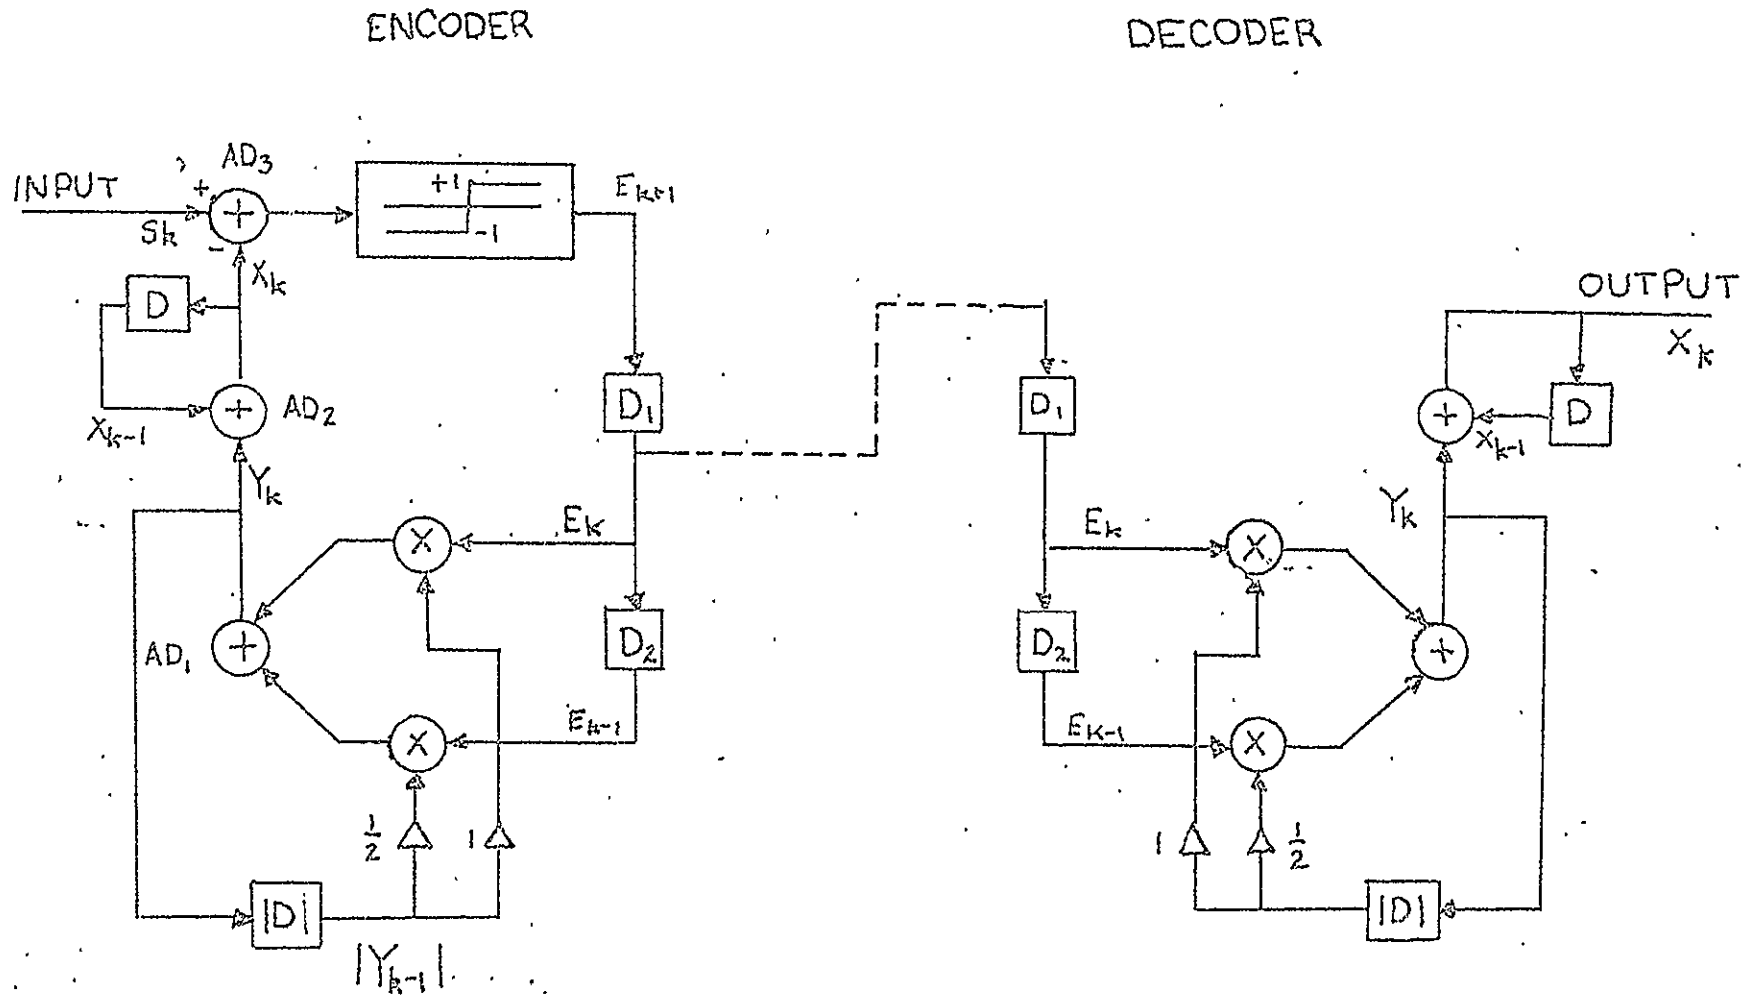 ENCODER
DECODER
AD3
INPUT
+
+
Sk
-
+1
-1
Ek+1
Xk
D
OUTPUT
Xk
+
AD2
Xk-1
D1
D1
+
D
Xk-1
Yk
Yk
X
Ek
Ek
X
AD1
+
D2
D2
+
X
Ek-1
Ek-1
X
1/2
1
1
1/2
|D|
|D|
|Yk-1|